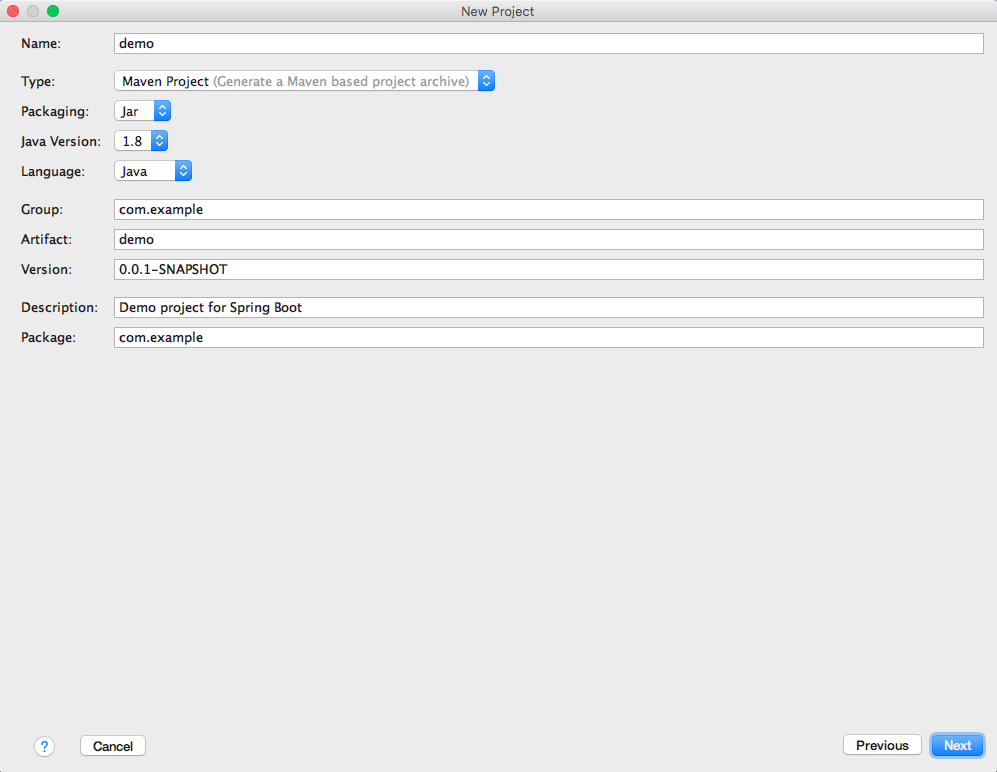 New Project
Name: demo
Type: Maven Project (Generate a Maven based project archive)
Packaging: Jar
Java Version: 1.8
Language: Java
Group: com.example
Artifact: demo
Version: 0.0.1-SNAPSHOT
Description: Demo project for Spring Boot
Package: com.example
? Cancel Previous Next